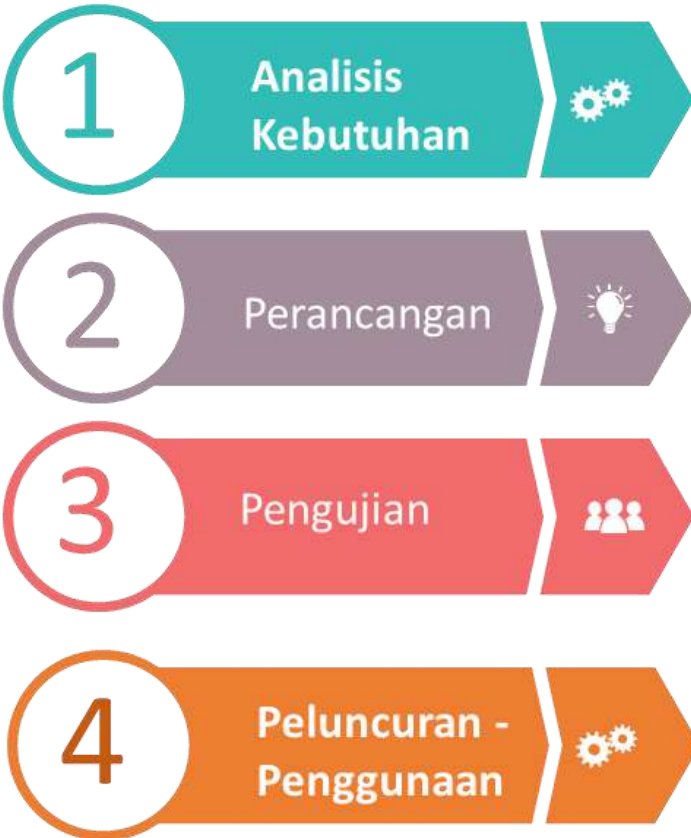 1
Analisis
Kebutuhan
2
Perancangan
3
Pengujian
4
Peluncuran -
Penggunaan